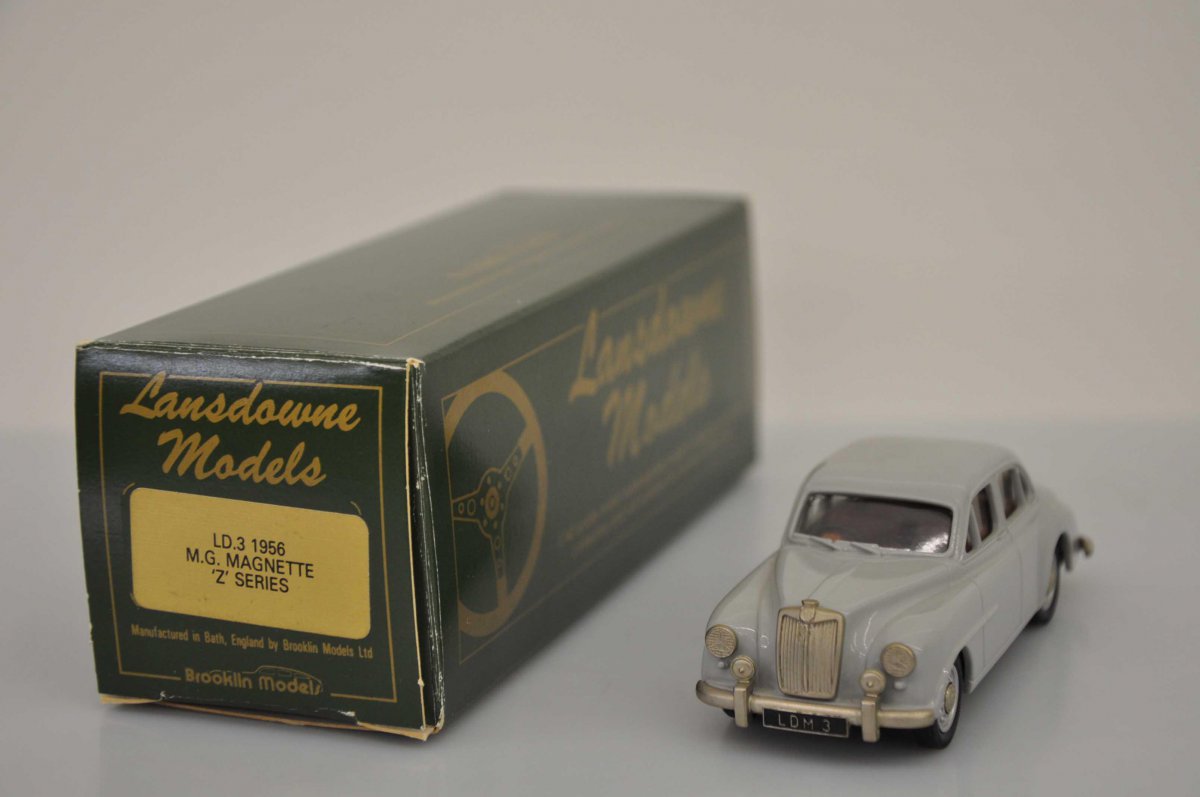 Lansdowne
Models
LD.3 1956
M.G. MAGNETTE
'Z' SERIES
Manufactured in Bath, England by Brooklin Models Ltd
Brooklin Models
Lansdowne
Models
LDM 3